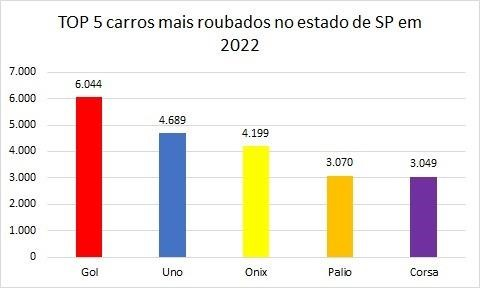 TOP 5 carros mais roubados no estado de SP em
2022
7.000
6.000
5.000
4.000
3.000
2.000
1.000
0
6.044
4.689
4.199
3.070
3.049
Gol
Uno
Onix
Palio
Corsa